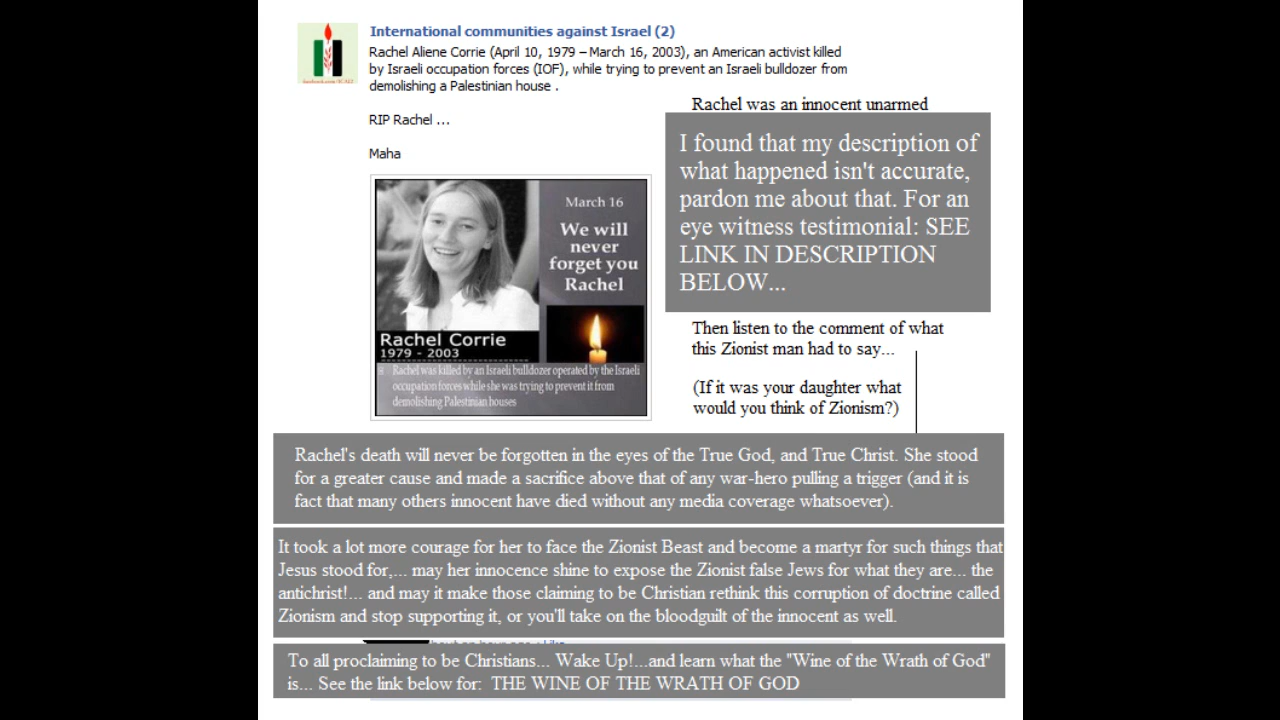 International communities against Israel (2)
Rachel Aliene Corrie (April 10, 1979 – March 16, 2003), an American activist killed
by Israeli occupation forces (IOF), while trying to prevent an Israeli bulldozer from
demolishing a Palestinian house .
RIP Rachel ...
Maha
March 16
We will
never
forget you
Rachel
Rachel Corrie
1979 - 2003
Rachel was killed by an Israeli bulldozer operated by the Israeli
occupation forces while she was trying to prevent it from
demolishing Palestinian houses
Rachel was an innocent unarmed
I found that my description of
what happened isn't accurate,
pardon me about that. For an
eye witness testimonial: SEE
LINK IN DESCRIPTION
BELOW...
Then listen to the comment of what
this Zionist man had to say...
(If it was your daughter what
would you think of Zionism?)
Rachel's death will never be forgotten in the eyes of the True God, and True Christ. She stood
for a greater cause and made a sacrifice above that of any war-hero pulling a trigger (and it is
fact that many others innocent have died without any media coverage whatsoever).
It took a lot more courage for her to face the Zionist Beast and become a martyr for such things that
Jesus stood for,... may her innocence shine to expose the Zionist false Jews for what they are... the
antichrist!... and may it make those claiming to be Christian rethink this corruption of doctrine called
Zionism and stop supporting it, or you'll take on the bloodguilt of the innocent as well.
To all proclaiming to be Christians... Wake Up!...and learn what the "Wine of the Wrath of God"
is... See the link below for: THE WINE OF THE WRATH OF GOD